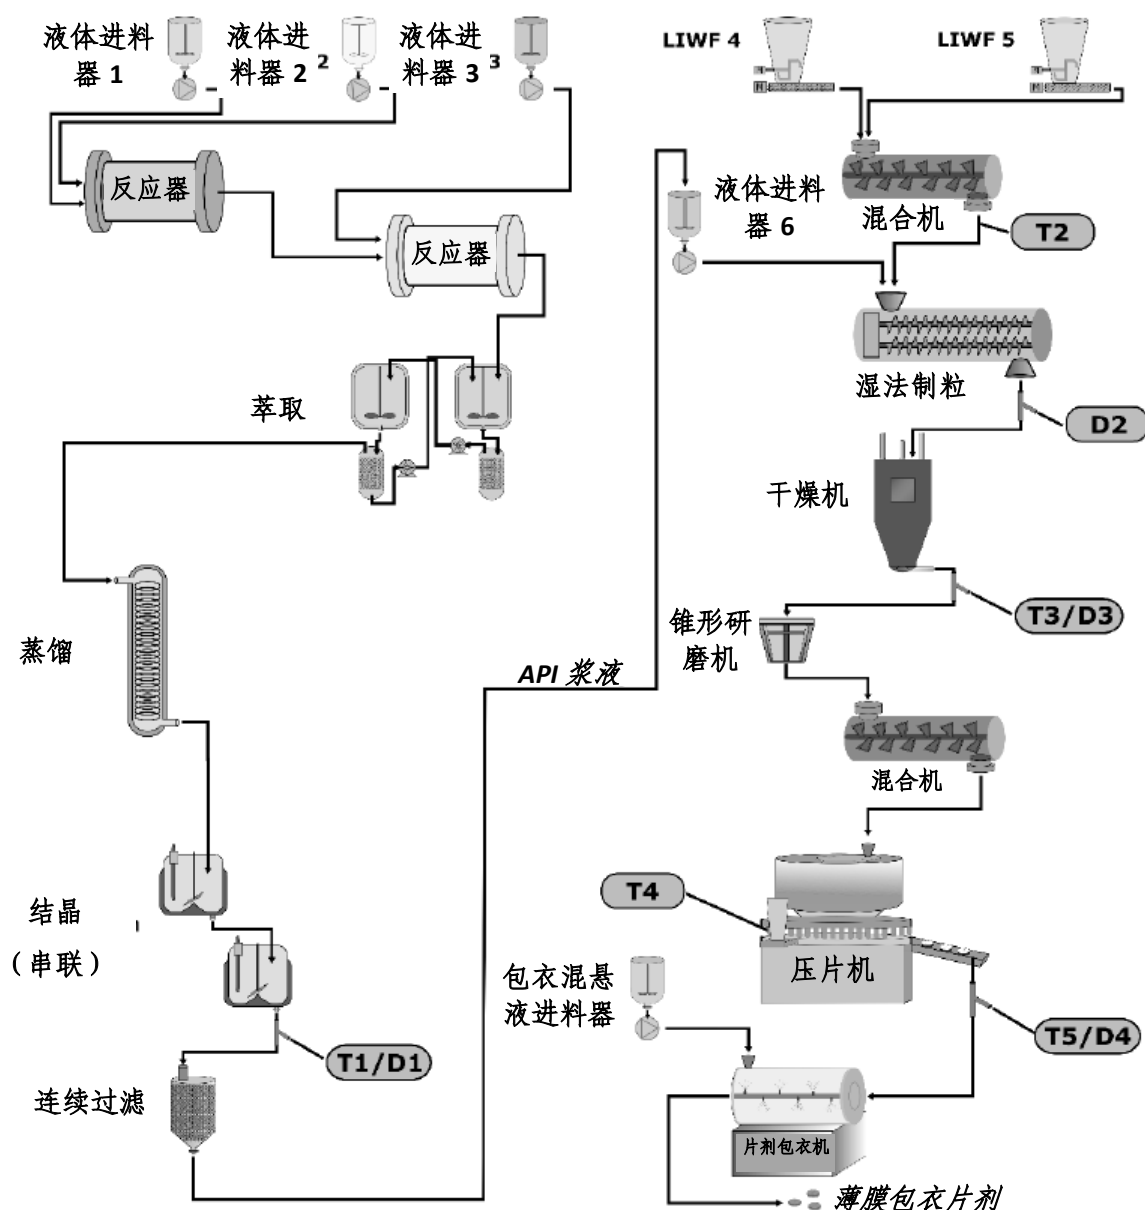 液体进料
器 1
液体进
料器 2
2
液体进
料器 3
3
反应器
反应器
萃取
蒸馏
结晶
（串联）
T1/D1
连续过滤
API 浆液
LIWF 4
LIWF 5
混合机
T2
液体进料
器 6
湿法制粒
D2
干燥机
T3/D3
锥形研
磨机
混合机
T4
压片机
T5/D4
包衣混悬
液进料器
片剂包衣机
薄膜包衣片剂